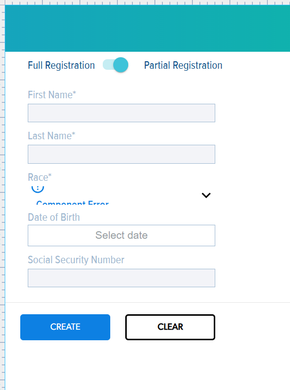 Full Registration Partial Registration
First Name*
Last Name*
Race*
Component Error
Date of Birth
Select date
Social Security Number
CREATE CLEAR